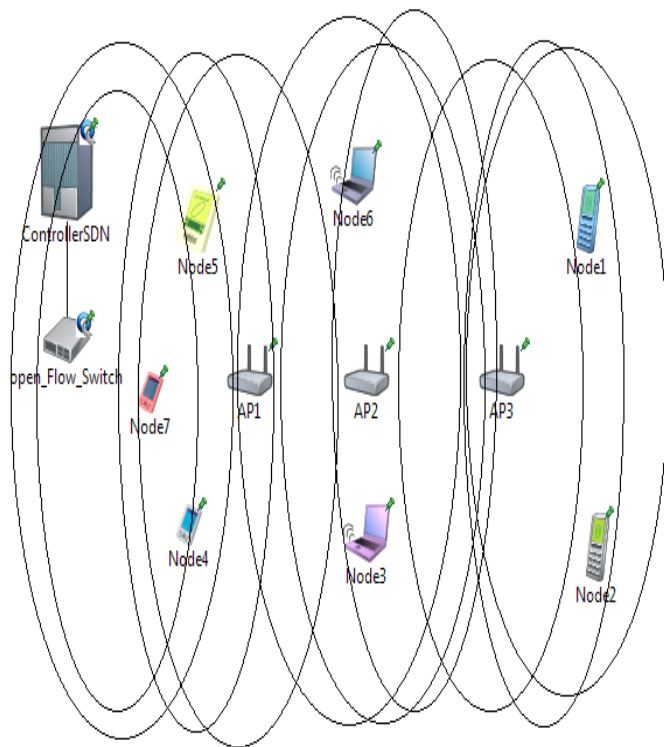 ControllerSDN
Node5
Node6
Node1
open_Flow_Switch
Node7
AP1
AP2
AP3
Node4
Node3
Node2